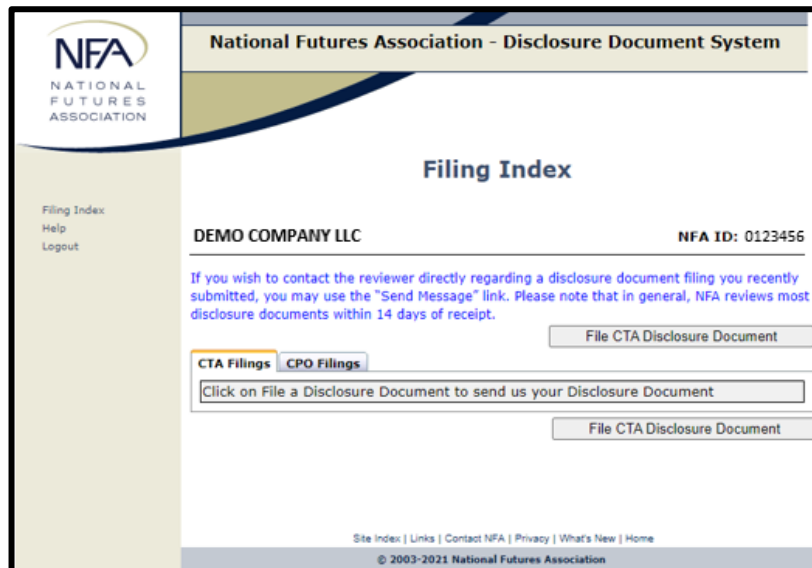 NFA
NATIONAL
FUTURES
ASSOCIATION
National Futures Association - Disclosure Document System
Filing Index
Filing Index
Help
Logout
DEMO COMPANY LLC NFA ID: 0123456
If you wish to contact the reviewer directly regarding a disclosure document filing you recently
submitted, you may use the "Send Message" link. Please note that in general, NFA reviews most
disclosure documents within 14 days of receipt.
File CTA Disclosure Document
CTA Filings CPO Filings
Click on File a Disclosure Document to send us your Disclosure Document
File CTA Disclosure Document
Site Index | Links | Contact NFA | Privacy | What's New | Home
© 2003-2021 National Futures Association